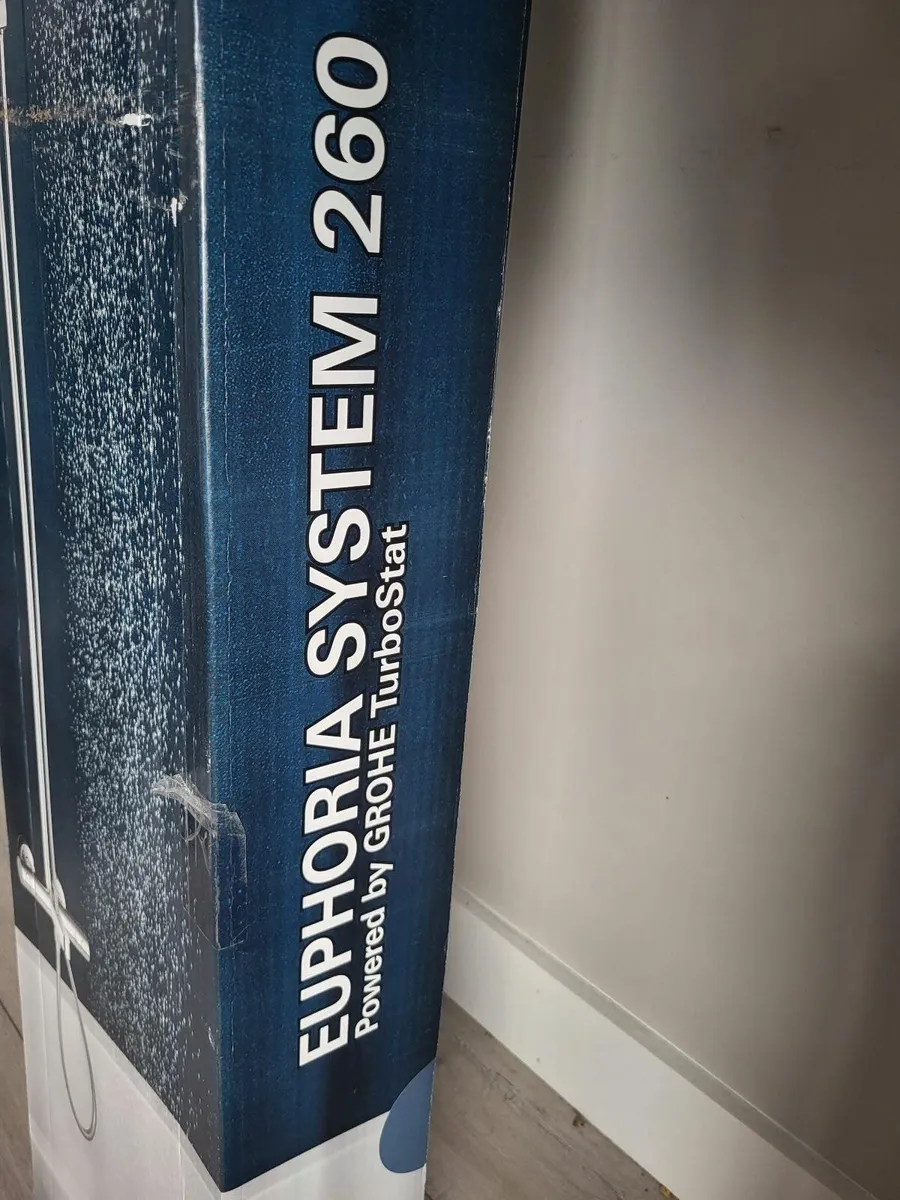 EUPHORIA SYSTEM 260
Powered by GROHE TurboStat